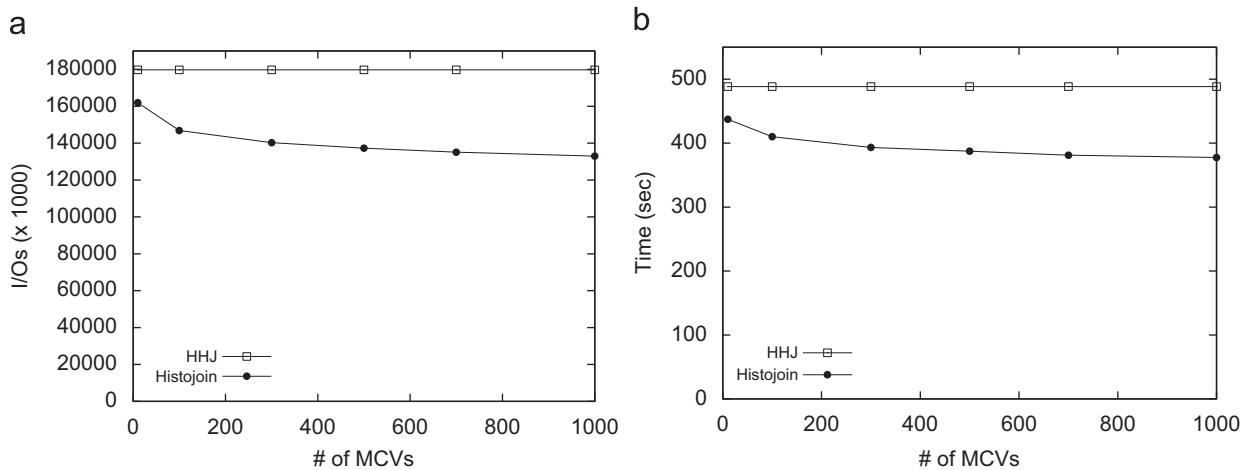 a
180000
160000
140000
120000
100000
80000
60000
40000
20000
0
I/Os (x 1000)
HHJ
Histojoin
0 200 400 600 800 1000
# of MCVs
b
500
400
300
200
100
0
Time (sec)
HHJ
Histojoin
0 200 400 600 800 1000
# of MCVs